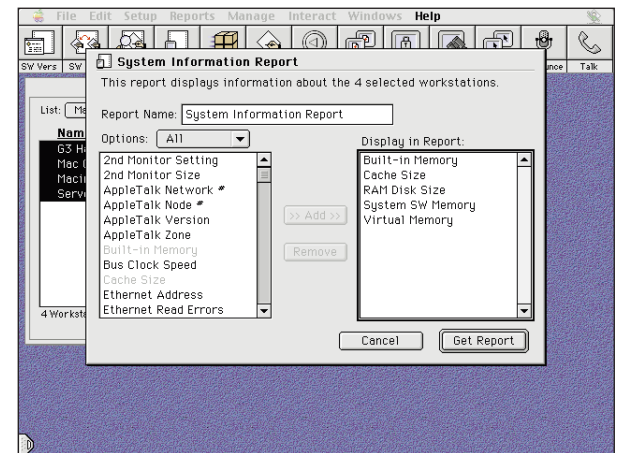 File Edit Setup Reports Manage Interact Windows Help
SW Vers SW Talk
System Information Report
This report displays information about the 4 selected workstations.
Report Name: System Information Report
Options: All
Display in Report:
List:
2nd Monitor Setting
2nd Monitor Size
AppleTalk Network #
AppleTalk Node #
AppleTalk Version
AppleTalk Zone
Built-in Memory
Bus Clock Speed
Cache Size
Ethernet Address
Ethernet Read Errors
>> Add >>
Remove
Built-in Memory
Cache Size
RAM Disk Size
System SW Memory
Virtual Memory
Nam
G3 H
Mac
Maci
Serv
4 Workst
Cancel Get Report